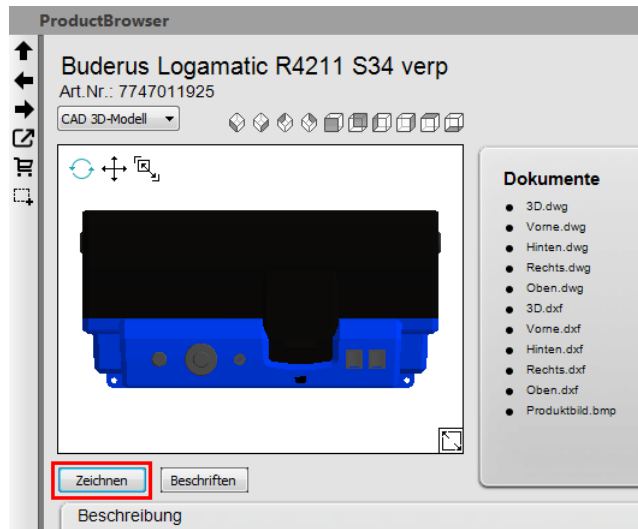 ProductBrowser
Buderus Logamatic R4211 S34 verp
Art.Nr.: 7747011925
CAD 3D-Modell
Dokumente
3D.dwg
Vorne.dwg
Hinten.dwg
Rechts.dwg
Oben.dwg
3D.dxf
Vorne.dxf
Hinten.dxf
Rechts.dxf
Oben.dxf
Produktbild.bmp
Zeichnen
Beschriften
Beschreibung